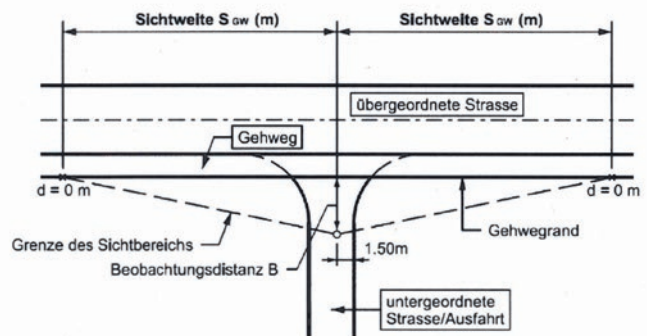 Sichtweite S GW (m)
Sichtweite S GW (m)
übergeordnete Strasse
Gehweg
d = 0 m
d = 0 m
Grenze des Sichtbereichs
Gehwegrand
Beobachtungsdistanz B
1.50m
untergeordnete
Strasse/Ausfahrt